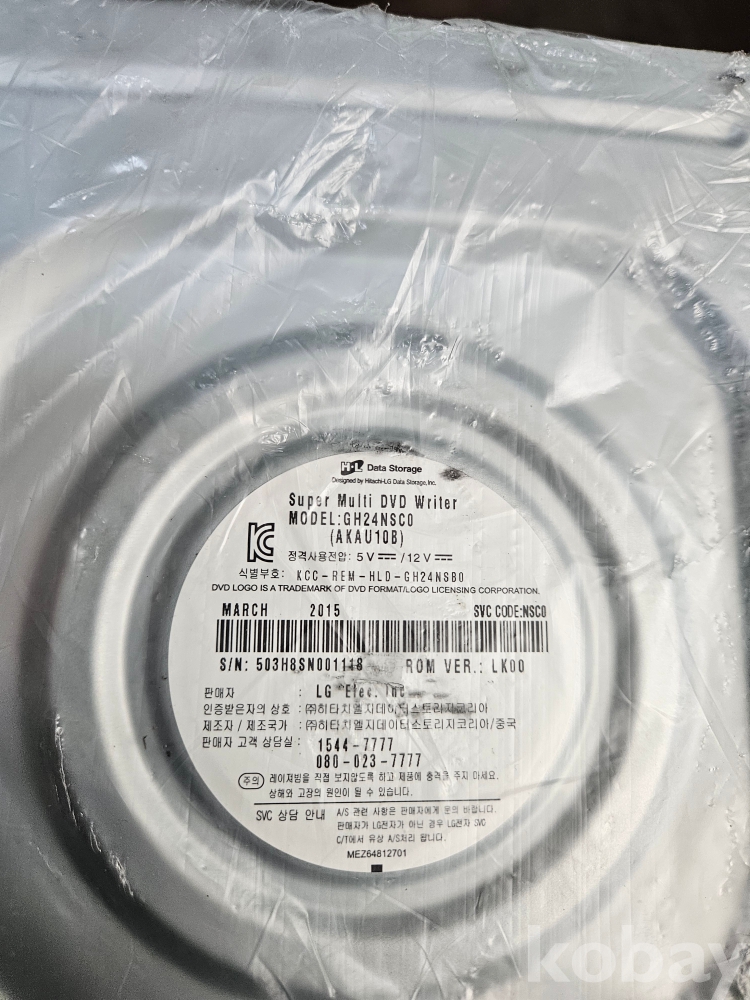 H·L Data Storage
Designed by Hitachi-LG Data Storage, Inc.
Super Multi DVD Writer
MODEL:GH24NSC0
(AKAU10B)
정격사용전압: 5V /12V
식별부호: KCC-REM-HLD-GH24NSB0
DVD LOGO IS A TRADEMARK OF DVD FORMAT/LOGO LICENSING CORPORATION.
MARCH 2015 SVC CODE:NSC0
S/N: 503H8SN001118 ROM VER.: LK00
판매자 : LG Elec. Inc
인증받은자의 상호 : ㈜히타치엘지데이터스토리지코리아
제조자 / 제조국가 : ㈜히타치엘지데이터스토리지코리아/중국
판매자 고객 상담실 : 1544-7777
080-023-7777
주의 레이져빔을 직접 보지않도록 하고 제품에 충격을 주지 마세요.
상해와 고장의 원인이 될 수 있습니다.
SVC 상담 안내 A/S 관련 사항은 판매자에게 문의 바랍니다.
판매자가 LG전자가 아닌 경우 LG전자 SVC
C/T에서 유상 A/S처리 됩니다.
MEZ64812701
kobay